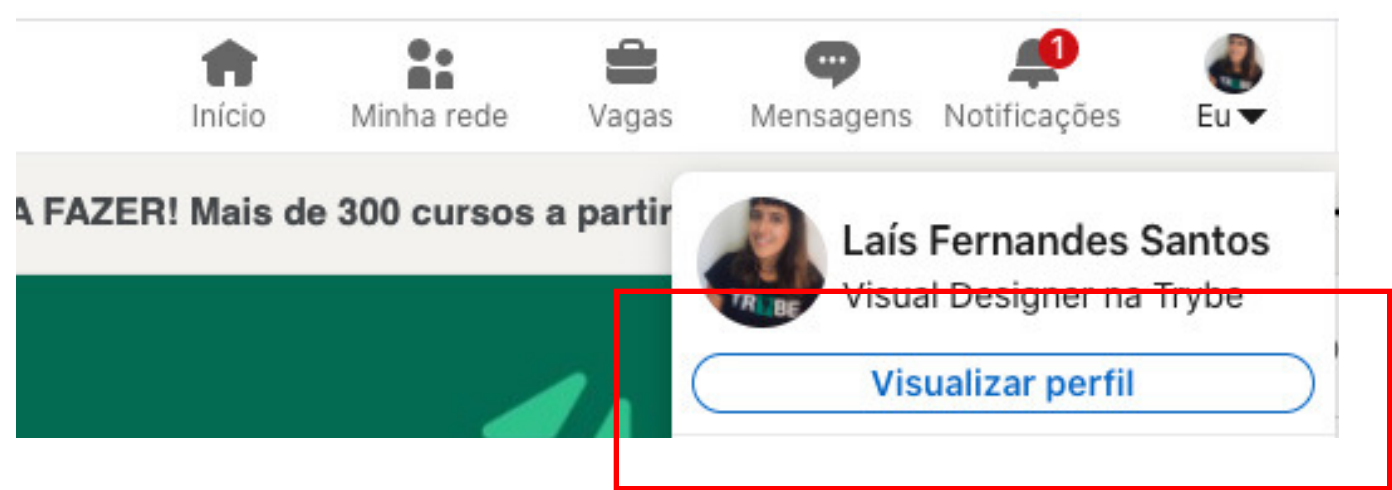 1
Início
Minha rede
Vagas
Mensagens
Notificações
Eu
A FAZER! Mais de 300 cursos a partir
Laís Fernandes Santos
Visual Designer na Trybe
TRYBE
Visualizar perfil